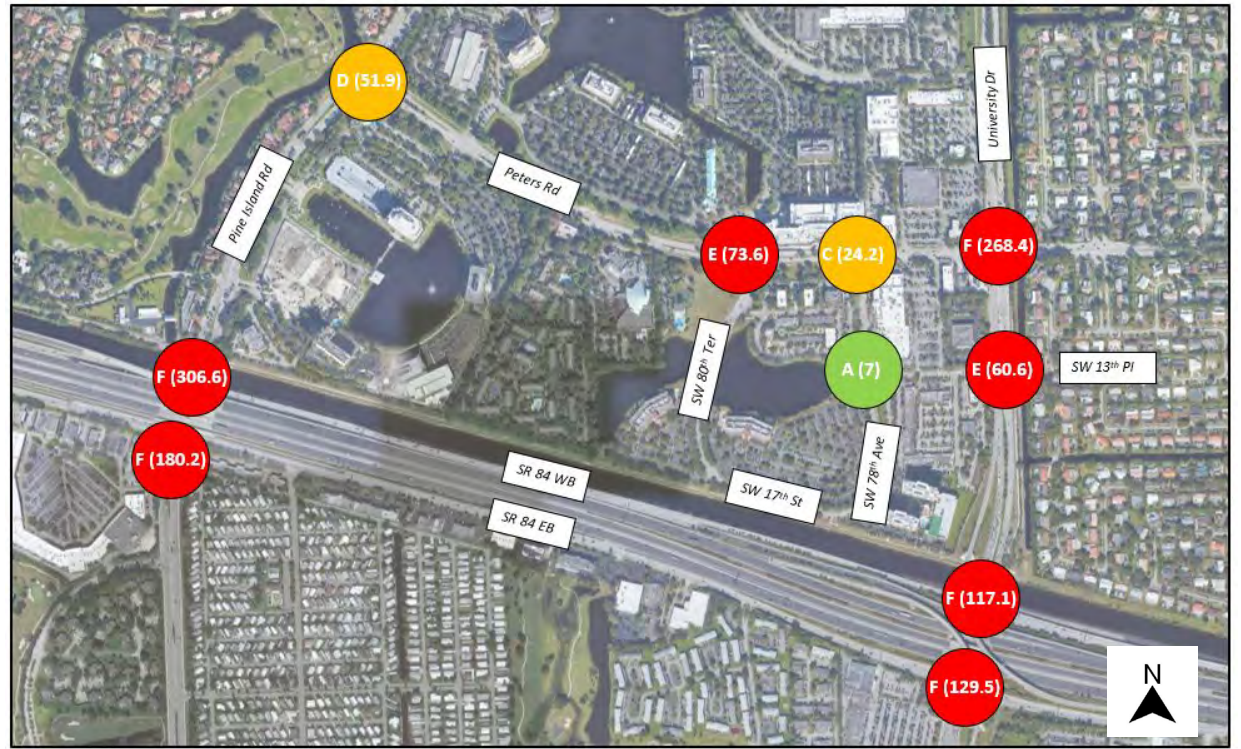 D (51.9)
University Dr
Peters Rd
Pine Island Rd
E (73.6)
C (24.2)
F (268.4)
F (306.6)
SW 80th Ter
A (7)
E (60.6)
SW 13th Pl
F (180.2)
SR 84 WB
SW 17th St
SW 78th Ave
SR 84 EB
F (117.1)
F (129.5)
N